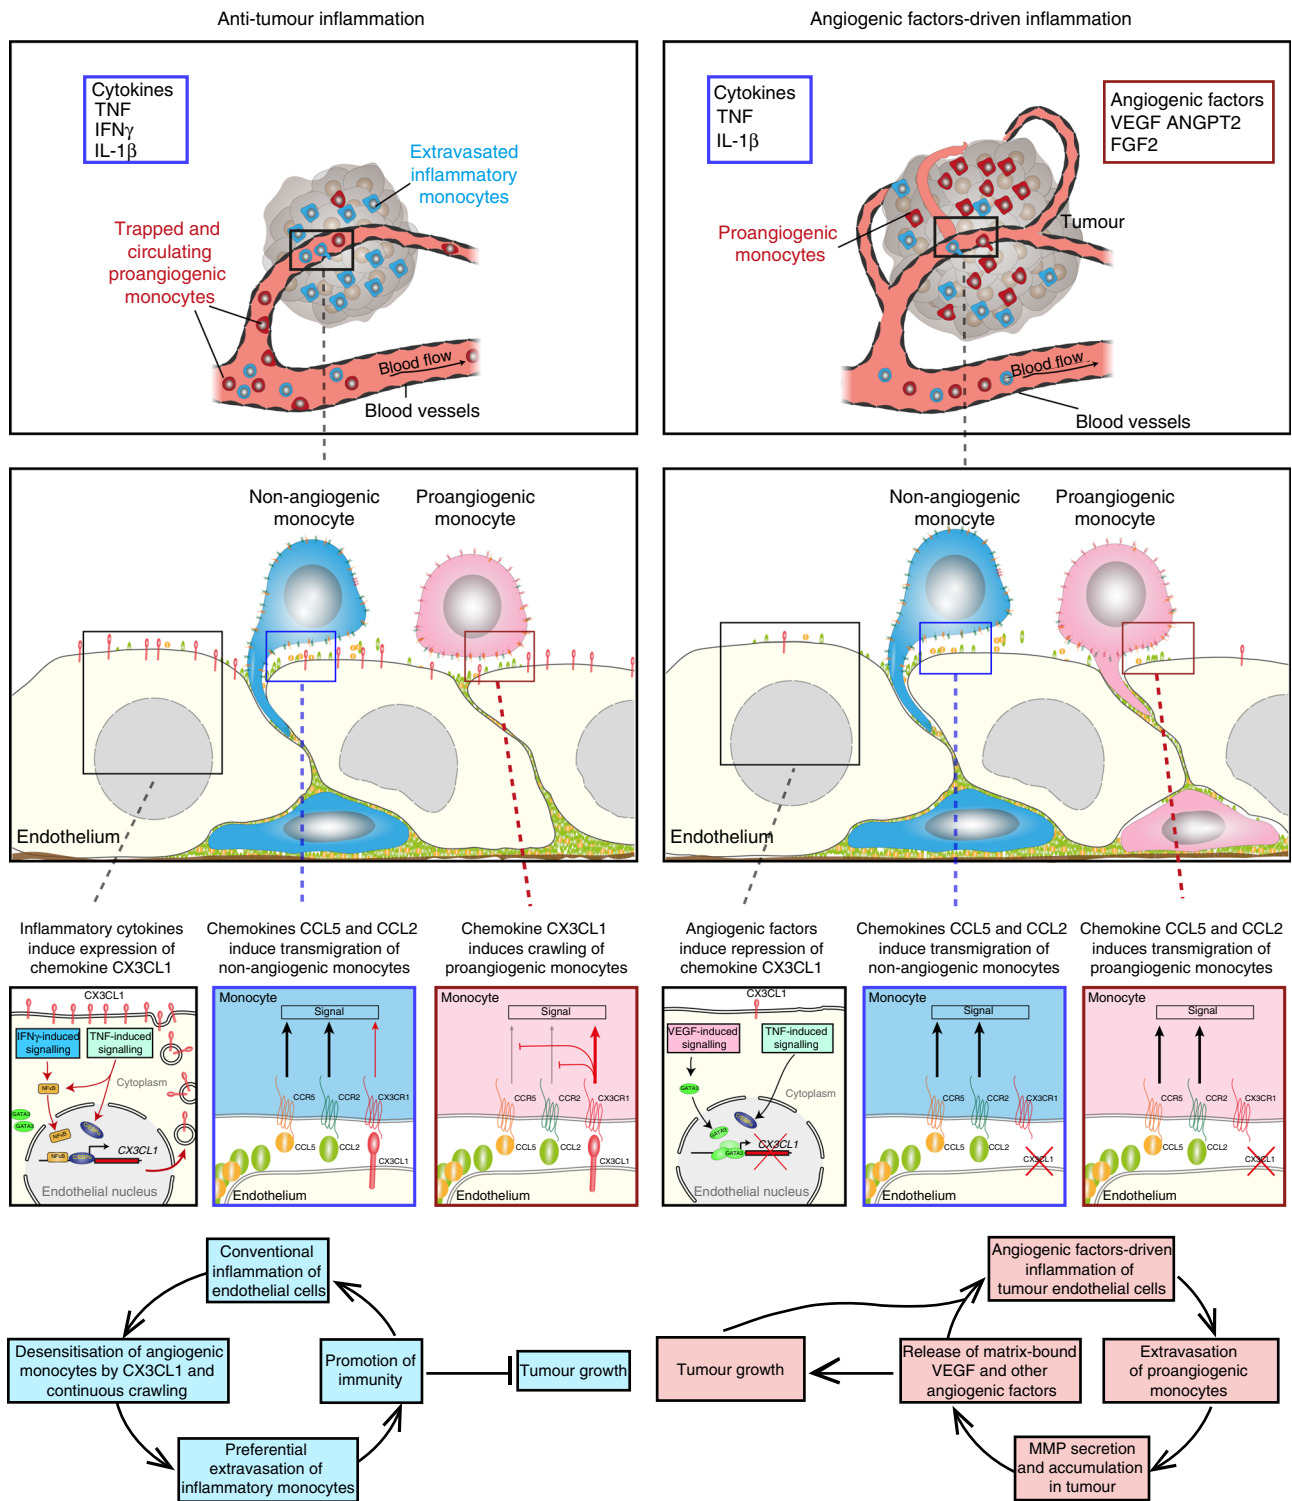 Anti-tumour inflammation
Cytokines
TNF
IFNγ
IL-1β
Extravasated
inflammatory
monocytes
Trapped and
circulating
proangiogenic
monocytes
Blood flow
Blood vessels
Angiogenic factors-driven inflammation
Cytokines
TNF
IL-1β
Angiogenic factors
VEGF ANGPT2
FGF2
Proangiogenic
monocytes
Tumour
Blood flow
Blood vessels
Non-angiogenic
monocyte
Proangiogenic
monocyte
Endothelium
Non-angiogenic
monocyte
Proangiogenic
monocyte
Endothelium
Inflammatory cytokines
induce expression of
chemokine CX3CL1
Chemokines CCL5 and CCL2
induce transmigration of
non-angiogenic monocytes
Chemokine CX3CL1
induces crawling of
proangiogenic monocytes
Angiogenic factors
induce repression of
chemokine CX3CL1
Chemokines CCL5 and CCL2
induce transmigration of
non-angiogenic monocytes
Chemokine CCL5 and CCL2
induces transmigration of
proangiogenic monocytes
CX3CL1
IFNγ-induced
signalling
TNF-induced
signalling
Cytoplasm
NFκB
GATA3
GATA3
NFκB
NFκB
CX3CL1
Endothelial nucleus
Monocyte
Signal
CCR5
CCR2
CX3CR1
CCL5
CCL2
CX3CL1
Endothelium
Monocyte
Signal
CCR5
CCR2
CX3CR1
CCL5
CCL2
CX3CL1
Endothelium
CX3CL1
VEGF-induced
signalling
TNF-induced
signalling
Cytoplasm
GATA3
GATA3
GATA3
CX3CL1
Endothelial nucleus
Monocyte
Signal
CCR5
CCR2
CX3CR1
CCL5
CCL2
CX3CL1
Endothelium
Monocyte
Signal
CCR5
CCR2
CX3CR1
CCL5
CCL2
CX3CL1
Endothelium
Conventional
inflammation of
endothelial cells
Desensitisation of angiogenic
monocytes by CX3CL1 and
continuous crawling
Promotion of
immunity
Tumour growth
Preferential
extravasation of
inflammatory monocytes
Angiogenic factors-driven
inflammation of
tumour endothelial cells
Tumour growth
Release of matrix-bound
VEGF and other
angiogenic factors
Extravasation
of proangiogenic
monocytes
MMP secretion
and accumulation
in tumour